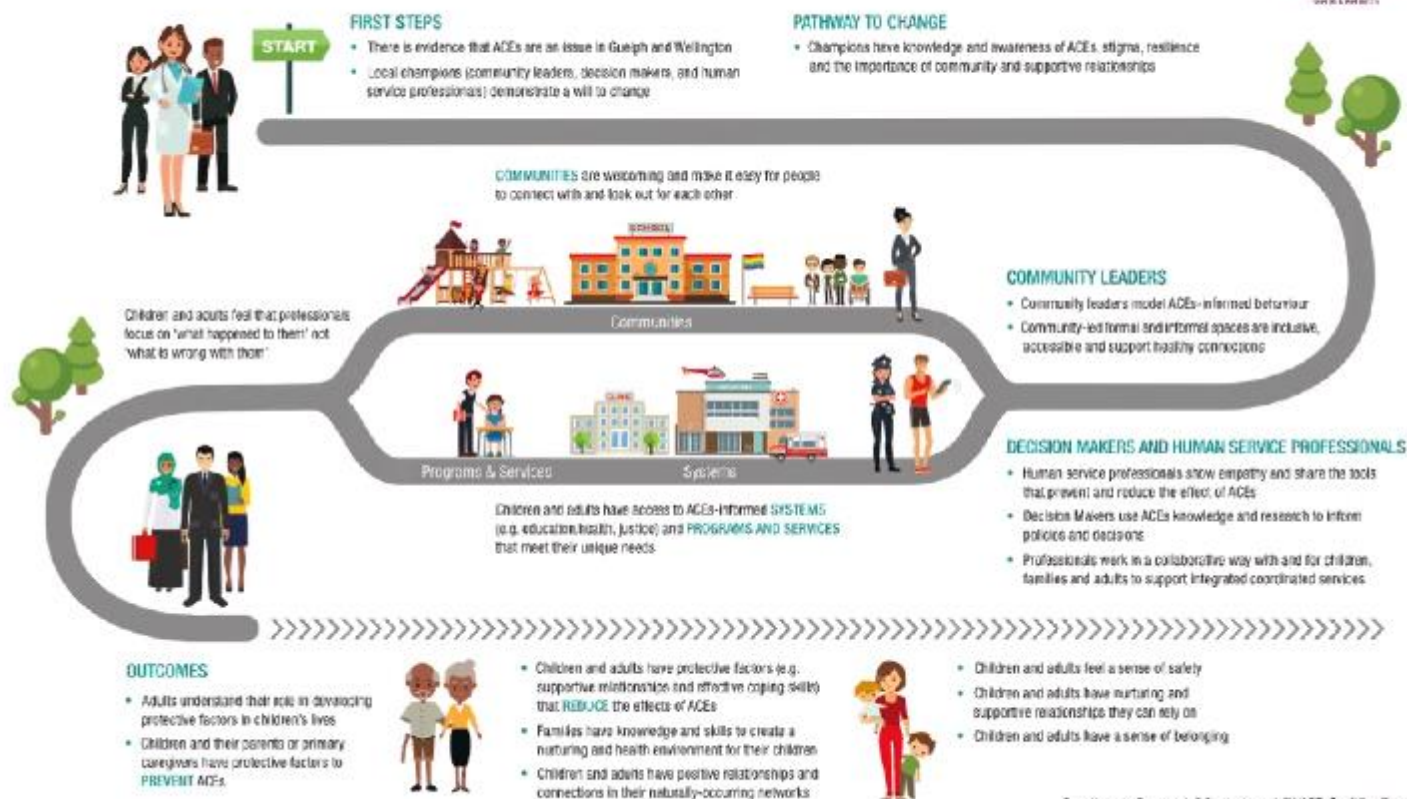 FIRST STEPS
START
• There is evidence that ACEs are an issue in Guelph and Wellington
• Local champions (community leaders, decision makers, and human
service professionals) demonstrate a will to change
PATHWAY TO CHANGE
• Champions have knowledge and awareness of ACEs, stigma, resilience
and the importance of community and supportive relationships
COMMUNITIES are welcoming and make it easy for people
to connect with and look out for each other
SCHOOL
Communities
COMMUNITY LEADERS
• Community leaders model ACEs-informed behaviour
• Community-led formal and informal spaces are inclusive,
accessible and support healthy connections
Children and adults feel that professionals
focus on 'what happened to them' not
'what is wrong with them'
CLINIC
Programs & Services
Systems
Children and adults have access to ACEs-informed SYSTEMS
(e.g. education,health, justice) and PROGRAMS AND SERVICES
that meet their unique needs
DECISION MAKERS AND HUMAN SERVICE PROFESSIONALS
• Human service professionals show empathy and share the tools
that prevent and reduce the effect of ACEs
• Decision Makers use ACEs knowledge and research to inform
policies and decisions
• Professionals work in a collaborative way with and for children,
families and adults to support integrated coordinated services
OUTCOMES
• Adults understand their role in developing
protective factors in children's lives
• Children and their parents or primary
caregivers have protective factors to
PREVENT ACEs
• Children and adults have protective factors (e.g.
supportive relationships and effective coping skills)
that REDUCE the effects of ACEs
• Families have knowledge and skills to create a
nurturing and health environment for their children
• Children and adults have positive relationships and
connections in their naturally-occurring networks
• Children and adults feel a sense of safety
• Children and adults have nurturing and
supportive relationships they can rely on
• Children and adults have a sense of belonging